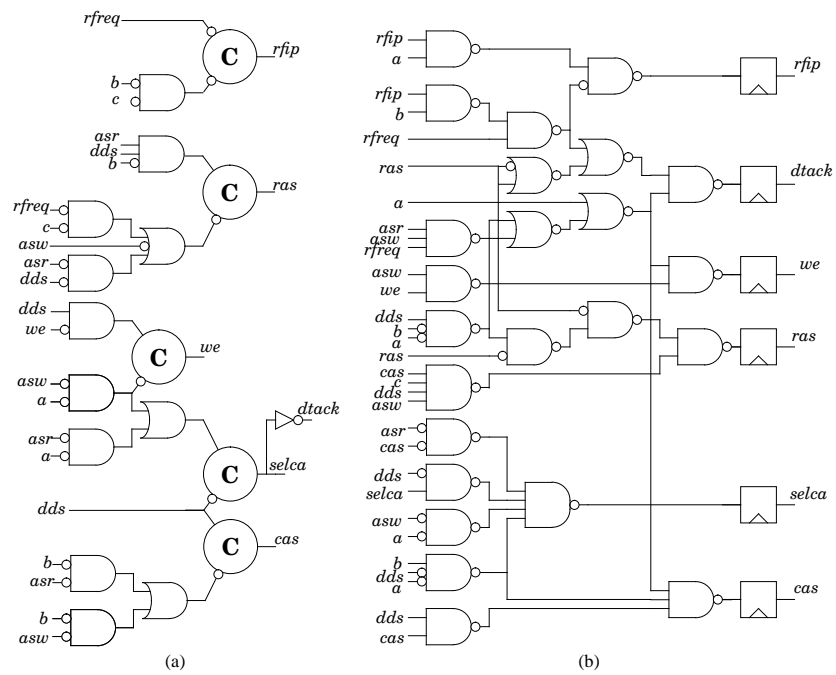 rfreq
C
rfip
b
c
asr
dds
b
C
ras
rfreq
c
asw
asr
dds
dds
we
C
we
asw
a
asr
a
dtack
C
selca
dds
C
cas
b
asr
b
asw
(a)
rfip
a
rfip
b
rfreq
ras
a
asr
asw
rfreq
asw
we
dds
b
a
ras
cas
c
dds
asw
asr
cas
dds
selca
asw
a
b
dds
a
dds
cas
rfip
dtack
we
ras
selca
cas
(b)